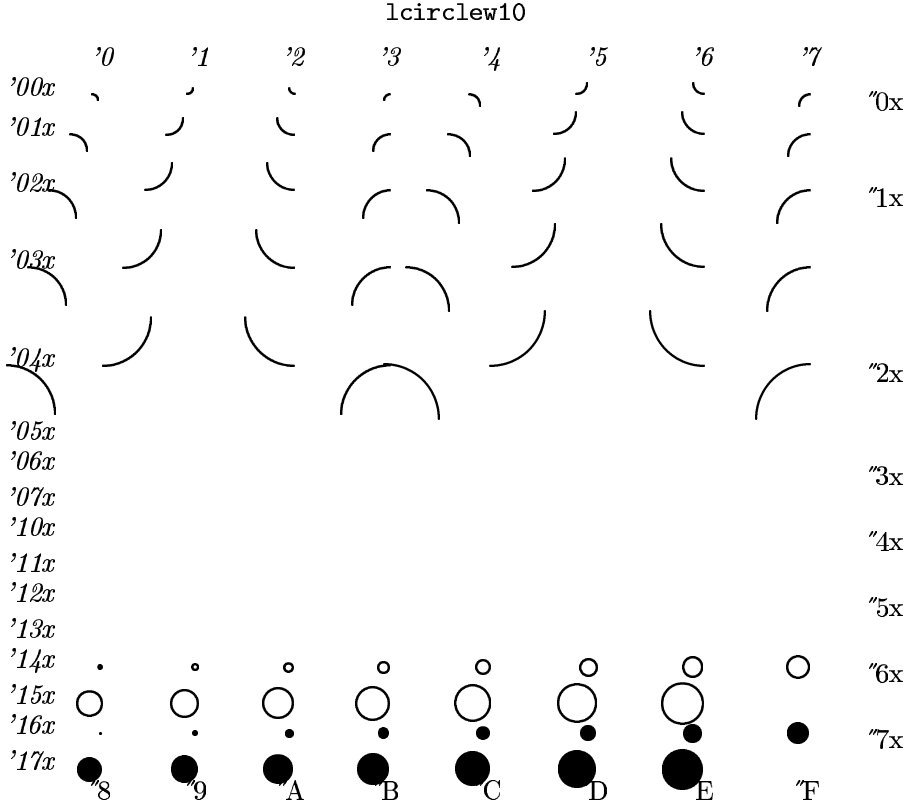 lcirclew10
'0 '1 '2 '3 '4 '5 '6 '7
'00x
"0x
'01x
'02x
"1x
'03x
'04x
"2x
'05x
'06x
"3x
'07x
'10x
"4x
'11x
'12x
"5x
'13x
'14x
"6x
'15x
'16x
"7x
'17x
"8 "9 "A "B "C "D "E "F